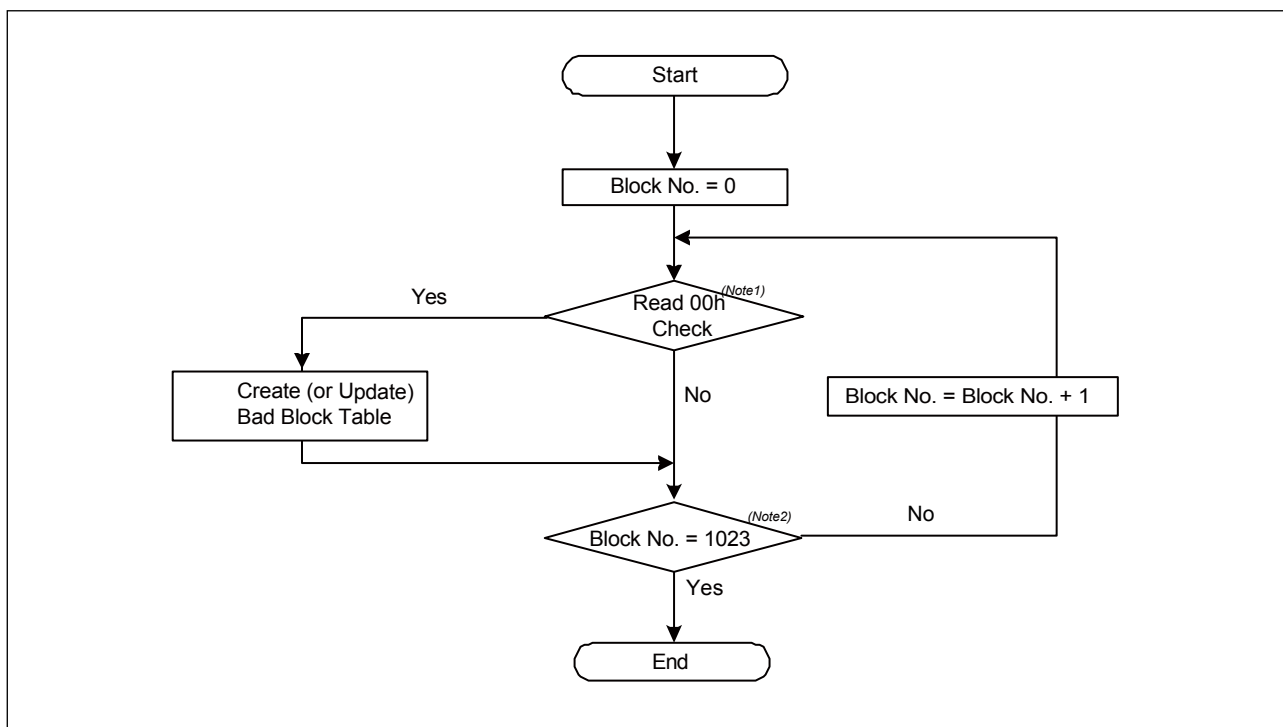 Start
Block No. = 0
(Note1)
Yes
Read 00h
Check
Create (or Update)
Bad Block Table
No
Block No. = Block No. + 1
(Note2)
Block No. = 1023
No
Yes
End